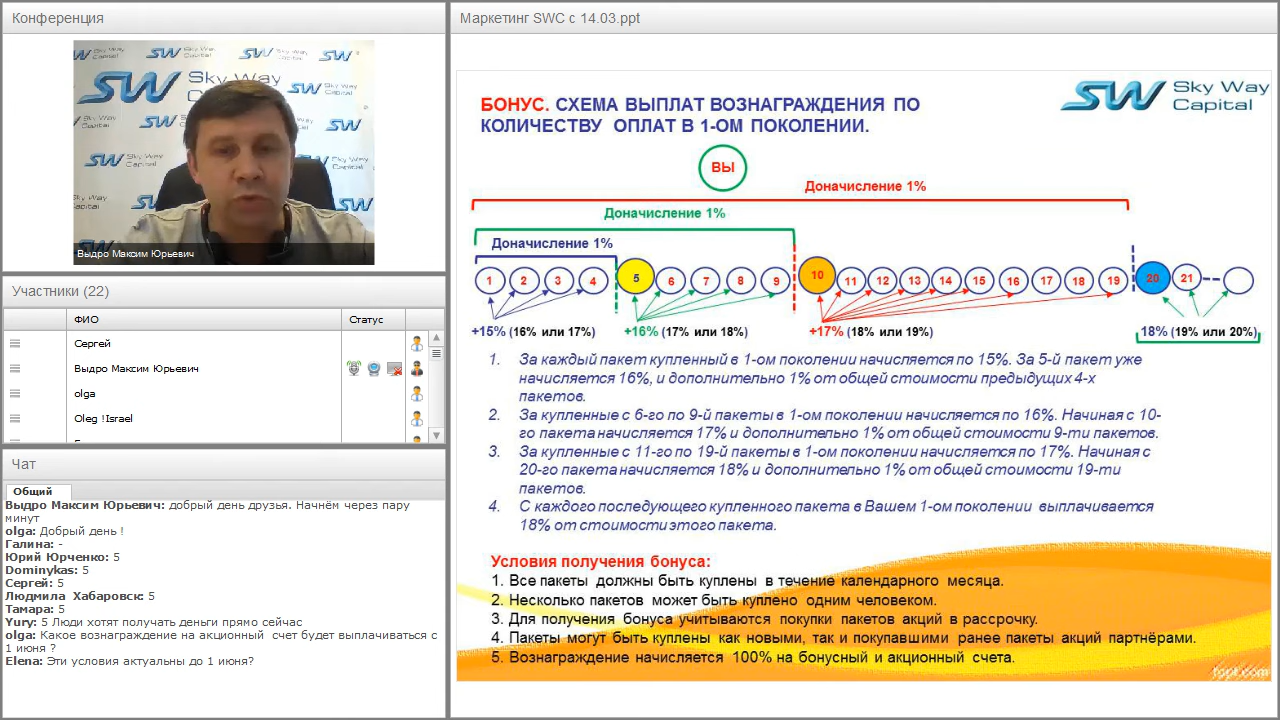 Конференция
SW Sky Way Capital
Выдро Максим Юрьевич
Участники (22)
ФИО
Статус
Сергей
Выдро Максим Юрьевич
olga
Oleg !Israel
Чат
Общий
Выдро Максим Юрьевич: добрый день друзья. Начнём через пару
минут
olga: Добрый день !
Галина: -
Юрий Юрченко: 5
Dominykas: 5
Сергей: 5
Людмила Хабаровск: 5
Тамара: 5
Yury: 5 Люди хотят получать деньги прямо сейчас
olga: Какое вознаграждение на акционный счет будет выплачиваться с
1 июня ?
Elena: Эти условия актуальны до 1 июня?
Маркетинг SWC с 14.03.ppt
БОНУС. СХЕМА ВЫПЛАТ ВОЗНАГРАЖДЕНИЯ ПО
КОЛИЧЕСТВУ ОПЛАТ В 1-ОМ ПОКОЛЕНИИ.
SW Sky Way
Capital
ВЫ
Доначисление 1%
Доначисление 1%
Доначисление 1%
1 2 3 4 5 6 7 8 9 10 11 12 13 14 15 16 17 18 19 20 21
+15% (16% или 17%) +16% (17% или 18%) +17% (18% или 19%) 18% (19% или 20%)
1. За каждый пакет купленный в 1-ом поколении начисляется по 15%. За 5-й пакет уже
начисляется 16%, и дополнительно 1% от общей стоимости предыдущих 4-х
пакетов.
2. За купленные с 6-го по 9-й пакеты в 1-ом поколении начисляется по 16%. Начиная с 10-
го пакета начисляется 17% и дополнительно 1% от общей стоимости 9-ти пакетов.
3. За купленные с 11-го по 19-й пакеты в 1-ом поколении начисляется по 17%. Начиная с
20-го пакета начисляется 18% и дополнительно 1% от общей стоимости 19-ти
пакетов.
4. С каждого последующего купленного пакета в Вашем 1-ом поколении выплачивается
18% от стоимости этого пакета.
Условия получения бонуса:
1. Все пакеты должны быть куплены в течение календарного месяца.
2. Несколько пакетов может быть куплено одним человеком.
3. Для получения бонуса учитываются покупки пакетов акций в рассрочку.
4. Пакеты могут быть куплены как новыми, так и покупавшими ранее пакеты акций партнёрами.
5. Вознаграждение начисляется 100% на бонусный и акционный счета.
fppt.com